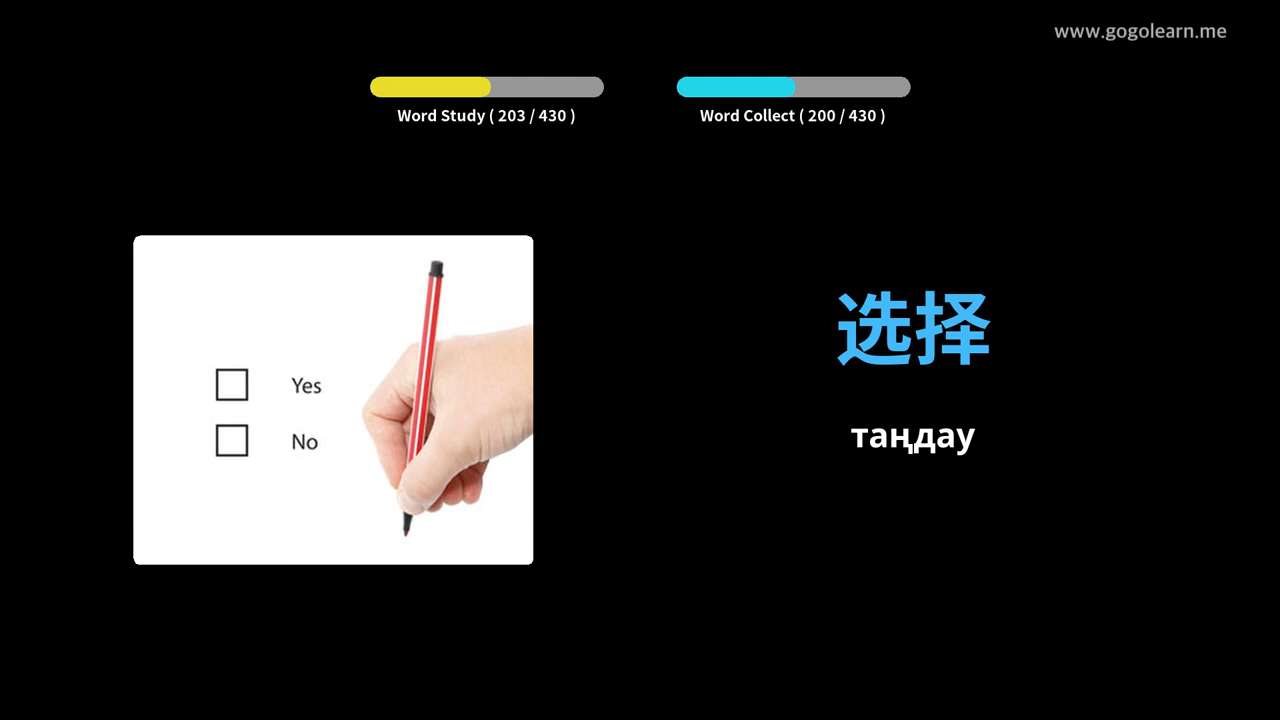 www.gogolearn.me
Word Study ( 203 / 430 )
Word Collect ( 200 / 430 )
Yes
No
选择
таңдау